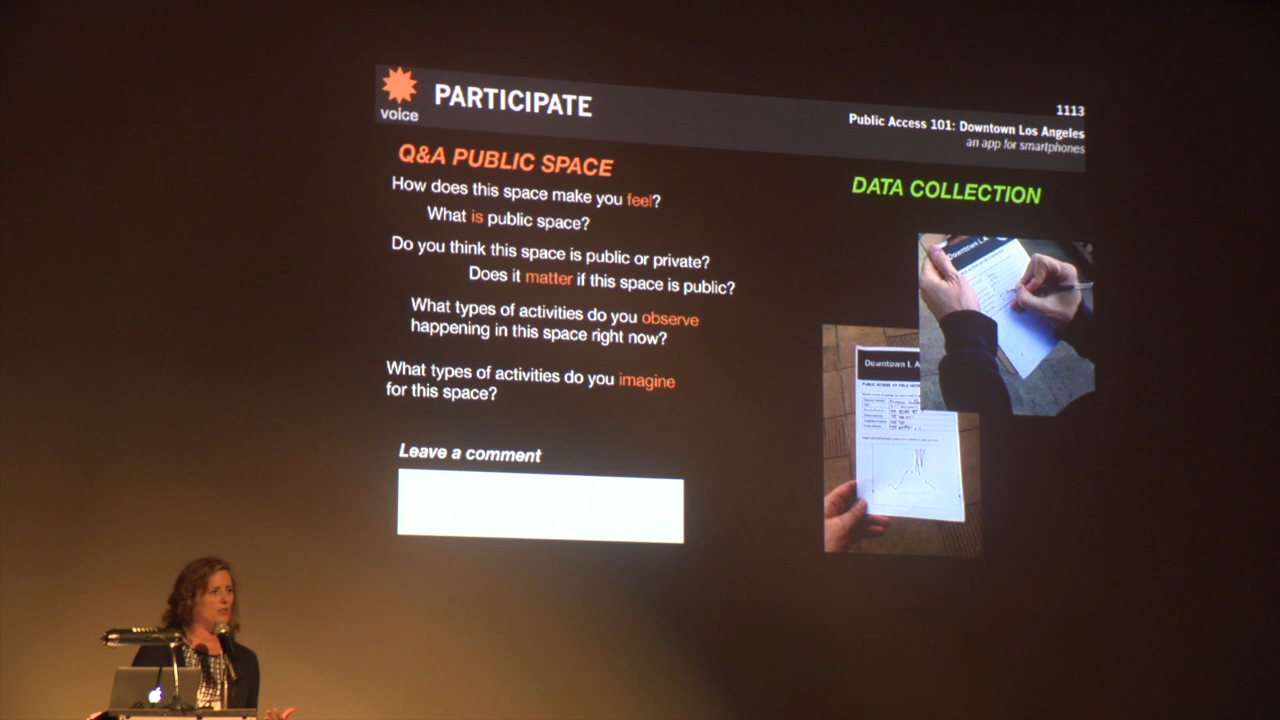 voice
PARTICIPATE
1113
Public Access 101: Downtown Los Angeles
an app for smartphones
Q&A PUBLIC SPACE
How does this space make you feel?
What is public space?
Do you think this space is public or private?
Does it matter if this space is public?
What types of activities do you observe
happening in this space right now?
What types of activities do you imagine
for this space?
Leave a comment
DATA COLLECTION
Downtown L.A
Downtown L A